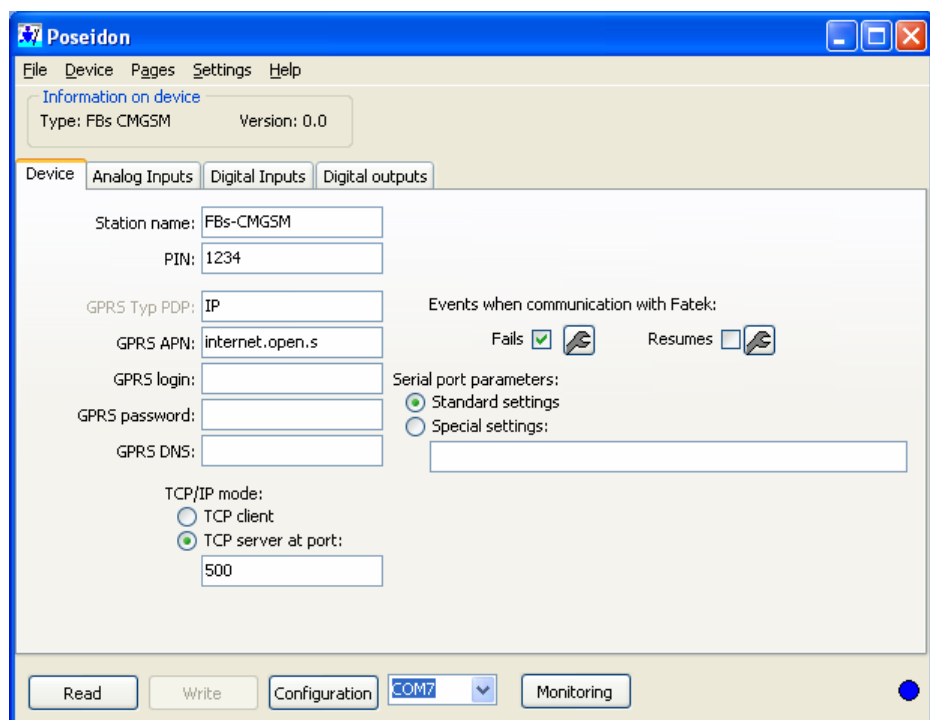 Poseidon
File Device Pages Settings Help
Information on device
Type: FBs CMGSM Version: 0.0
Device Analog Inputs Digital Inputs Digital outputs
Station name: FBs-CMGSM
PIN: 1234
GPRS Typ PDP: IP
Events when communication with Fatek:
GPRS APN: internet.open.s
Fails Resumes
GPRS login:
Serial port parameters:
Standard settings
GPRS password:
Special settings:
GPRS DNS:
TCP/IP mode:
TCP client
TCP server at port:
500
Read Write Configuration COM7 Monitoring